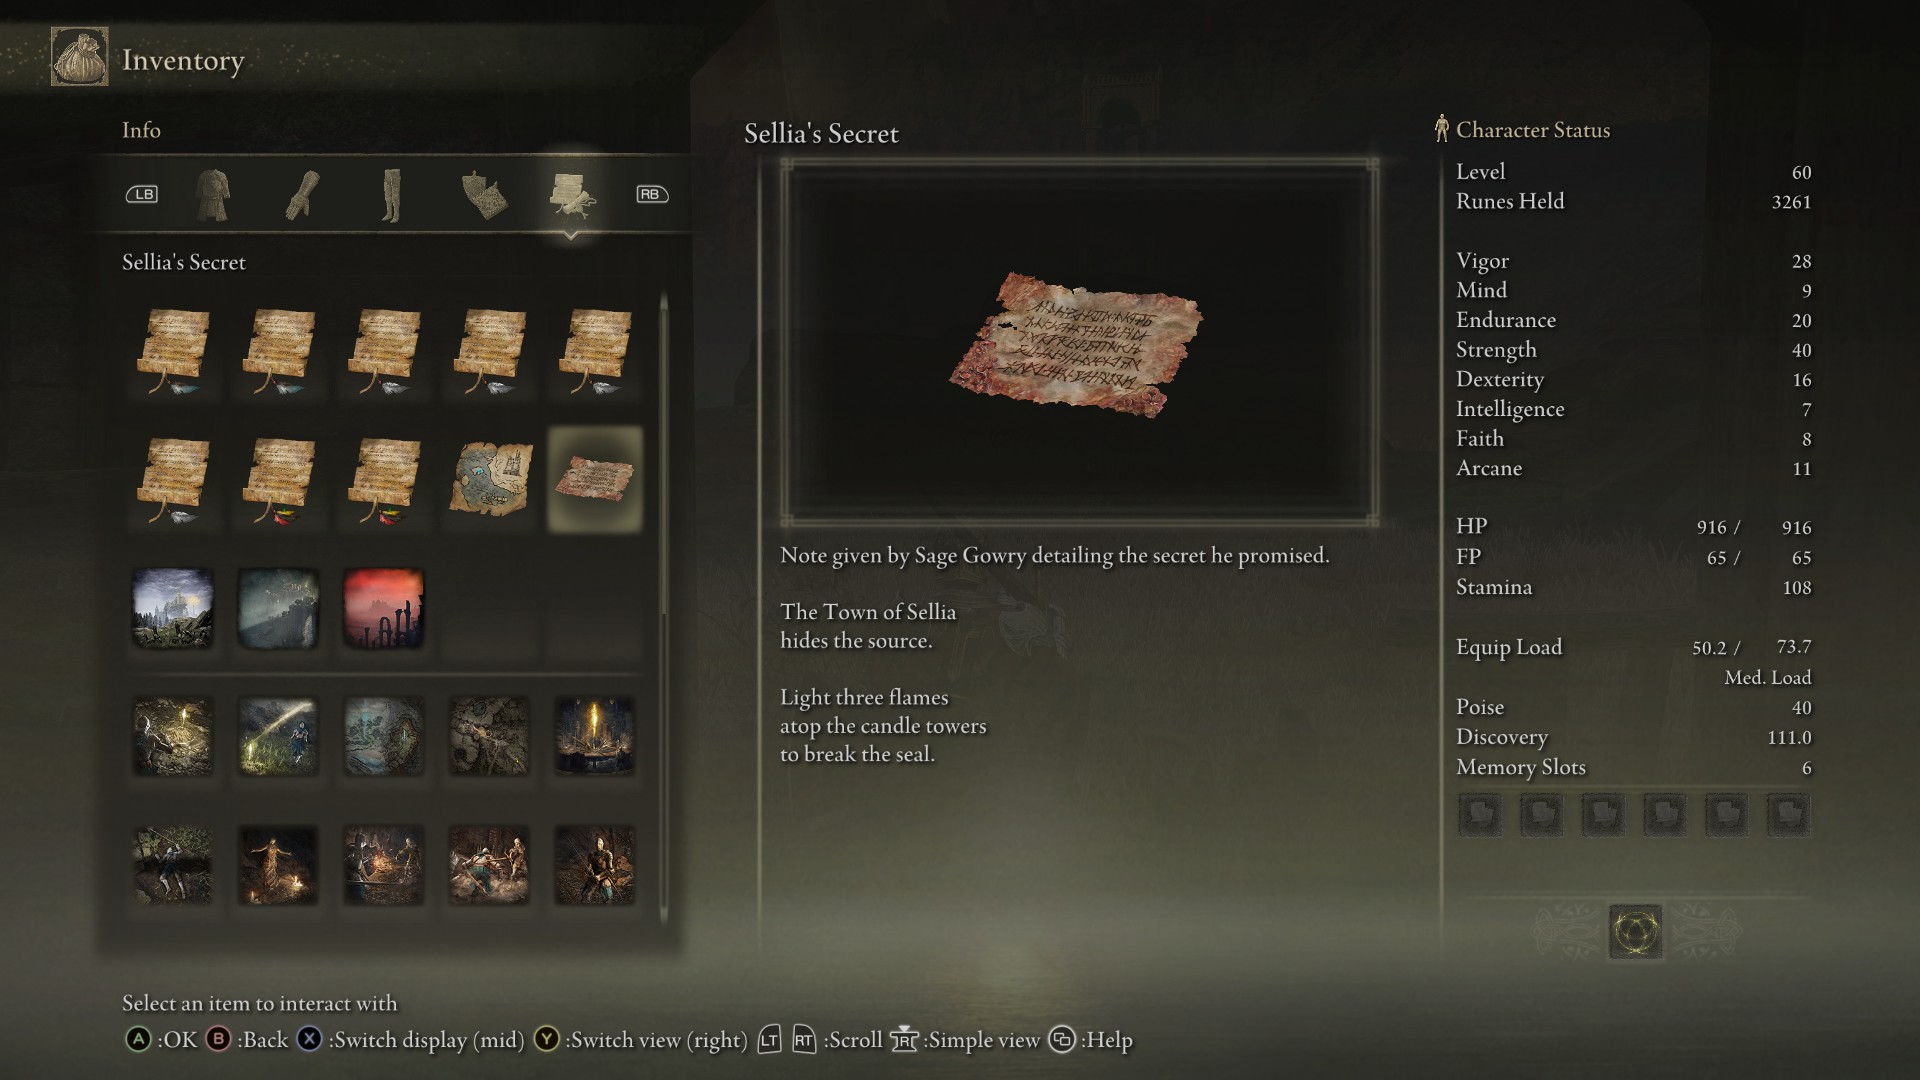 Inventory
Info
LB
RB
Sellia's Secret
Sellia's Secret
Note given by Sage Gowry detailing the secret he promised.
The Town of Sellia
hides the source.
Light three flames
atop the candle towers
to break the seal.
Character Status
Level 60
Runes Held 3261
Vigor 28
Mind 9
Endurance 20
Strength 40
Dexterity 16
Intelligence 7
Faith 8
Arcane 11
HP 916 / 916
FP 65 / 65
Stamina 108
Equip Load 50.2 / 73.7
Med. Load
Poise 40
Discovery 111.0
Memory Slots 6
Select an item to interact with
A :OK B :Back X :Switch display (mid) Y :Switch view (right) LT RT :Scroll R :Simple view :Help